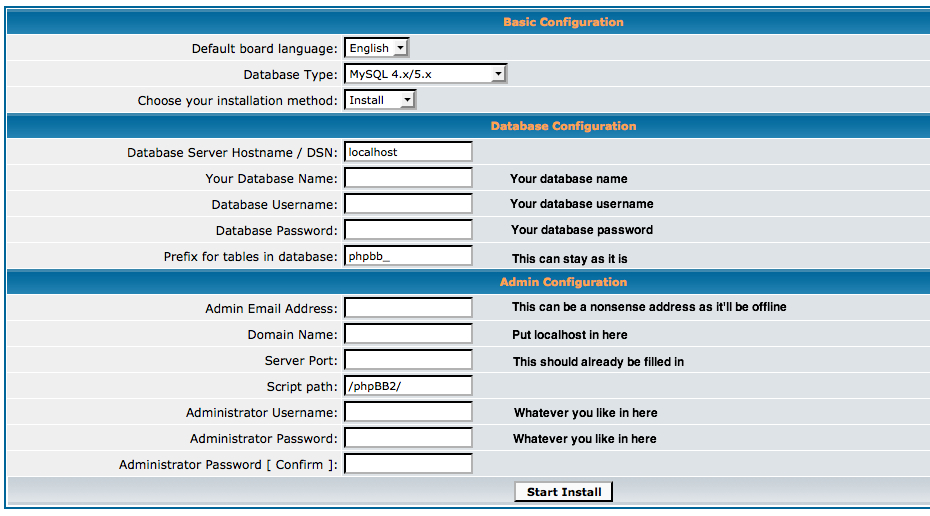 Basic Configuration
Default board language: English
Database Type: MySQL 4.x/5.x
Choose your installation method: Install
Database Configuration
Database Server Hostname / DSN: localhost
Your Database Name: Your database name
Database Username: Your database username
Database Password: Your database password
Prefix for tables in database: phpbb_ This can stay as it is
Admin Configuration
Admin Email Address: This can be a nonsense address as it'll be offline
Domain Name: Put localhost in here
Server Port: This should already be filled in
Script path: /phpBB2/
Administrator Username: Whatever you like in here
Administrator Password: Whatever you like in here
Administrator Password [ Confirm ]:
Start Install